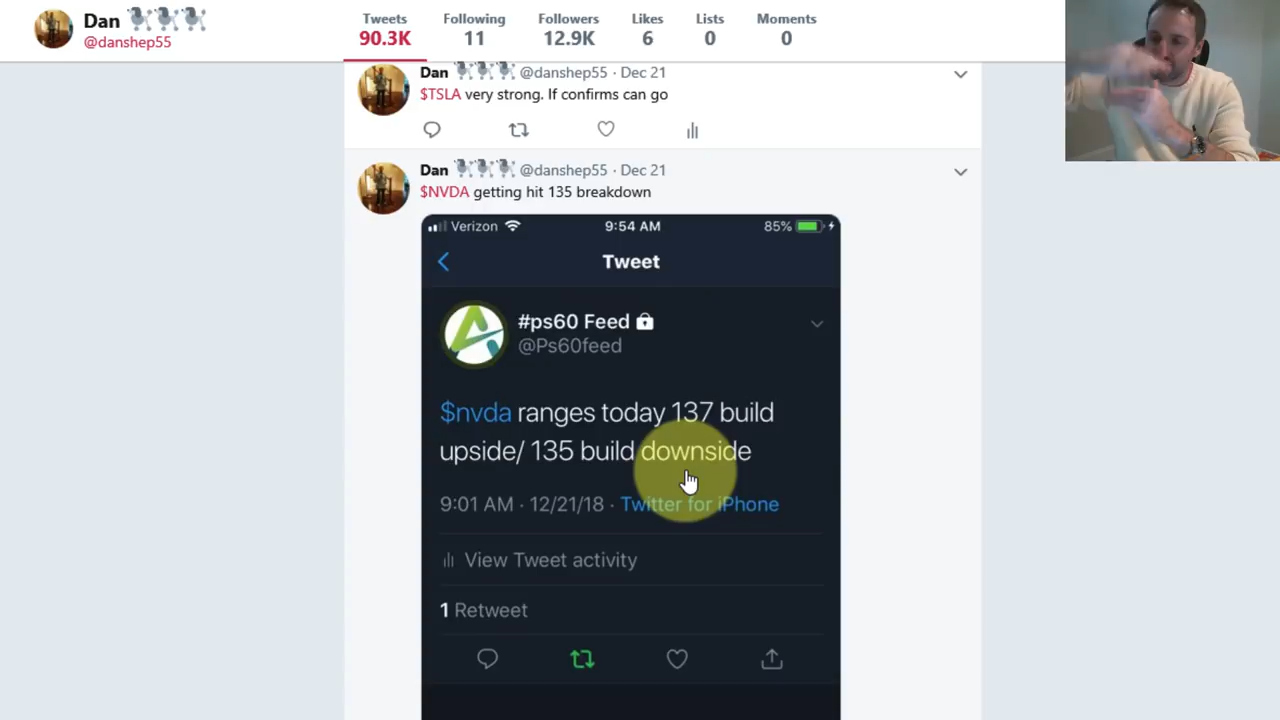 Dan
@danshep55
Tweets
90.3K
Following
11
Followers
12.9K
Likes
6
Lists
0
Moments
0
Dan @danshep55 · Dec 21
$TSLA very strong. If confirms can go
Dan @danshep55 · Dec 21
$NVDA getting hit 135 breakdown
Verizon 9:54 AM 85%
Tweet
#ps60 Feed
@Ps60feed
$nvda ranges today 137 build
upside/ 135 build downside
9:01 AM · 12/21/18 · Twitter for iPhone
View Tweet activity
1 Retweet